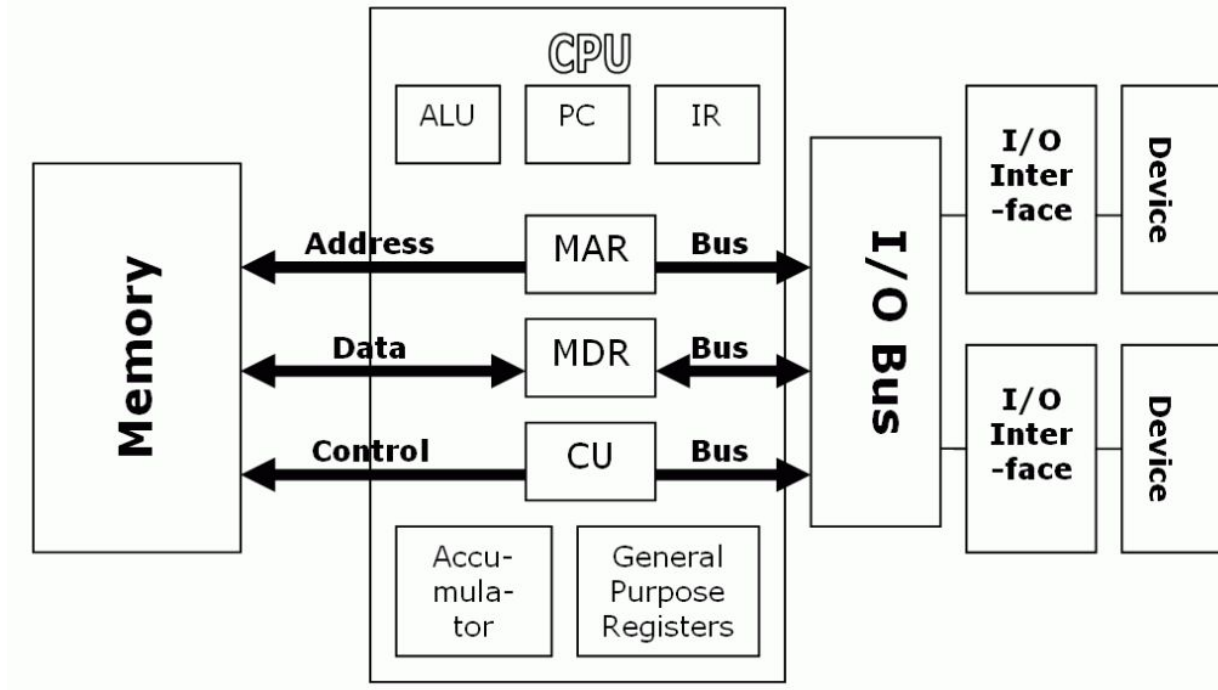 CPU
ALU
PC
IR
Memory
Address
MAR
Bus
Data
MDR
Bus
Control
CU
Bus
Accu-
mula-
tor
General
Purpose
Registers
I/O Bus
I/O
Inter
-face
Device
I/O
Inter
-face
Device